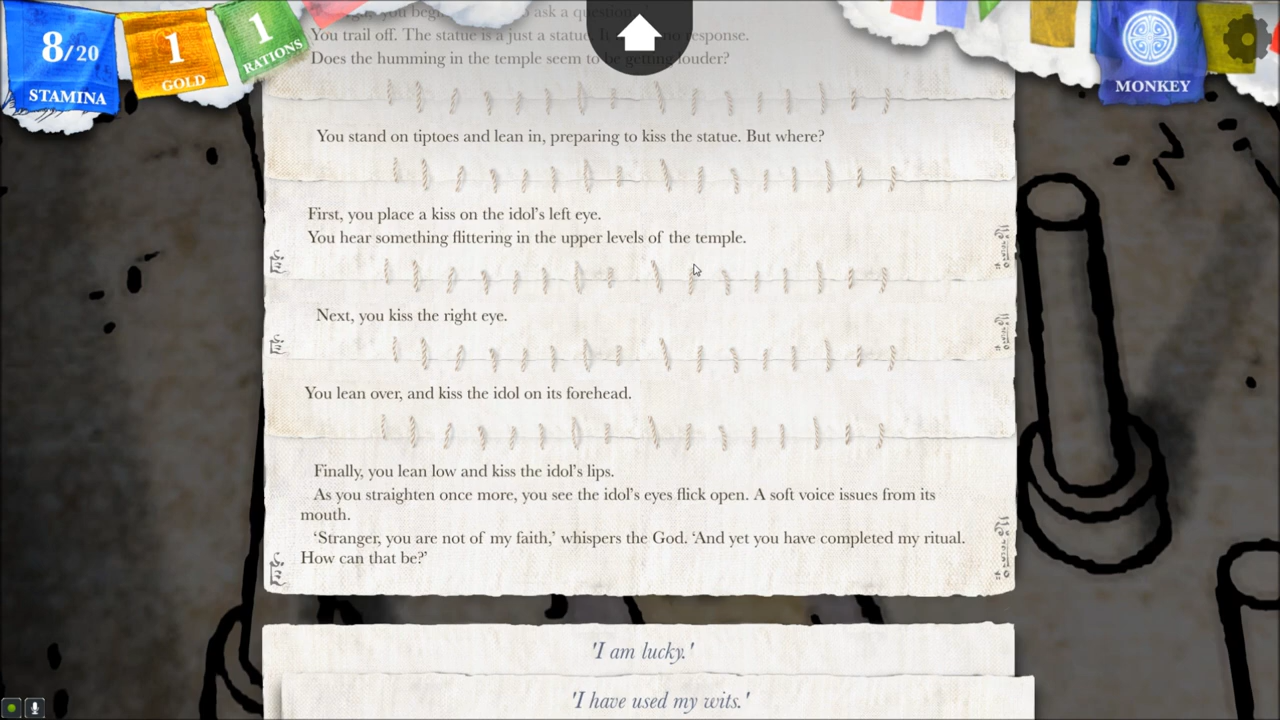 8/20
STAMINA
1
GOLD
1
RATIONS
MONKEY
ask a question.
You trail off. The statue is a just a statue.
response.
Does the humming in the temple seem to be getting louder?
You stand on tiptoes and lean in, preparing to kiss the statue. But where?
First, you place a kiss on the idol's left eye.
You hear something flittering in the upper levels of the temple.
Next, you kiss the right eye.
You lean over, and kiss the idol on its forehead.
Finally, you lean low and kiss the idol's lips.
As you straighten once more, you see the idol's eyes flick open. A soft voice issues from its
mouth.
'Stranger, you are not of my faith,' whispers the God. 'And yet you have completed my ritual.
How can that be?'
'I am lucky.'
'I have used my wits.'